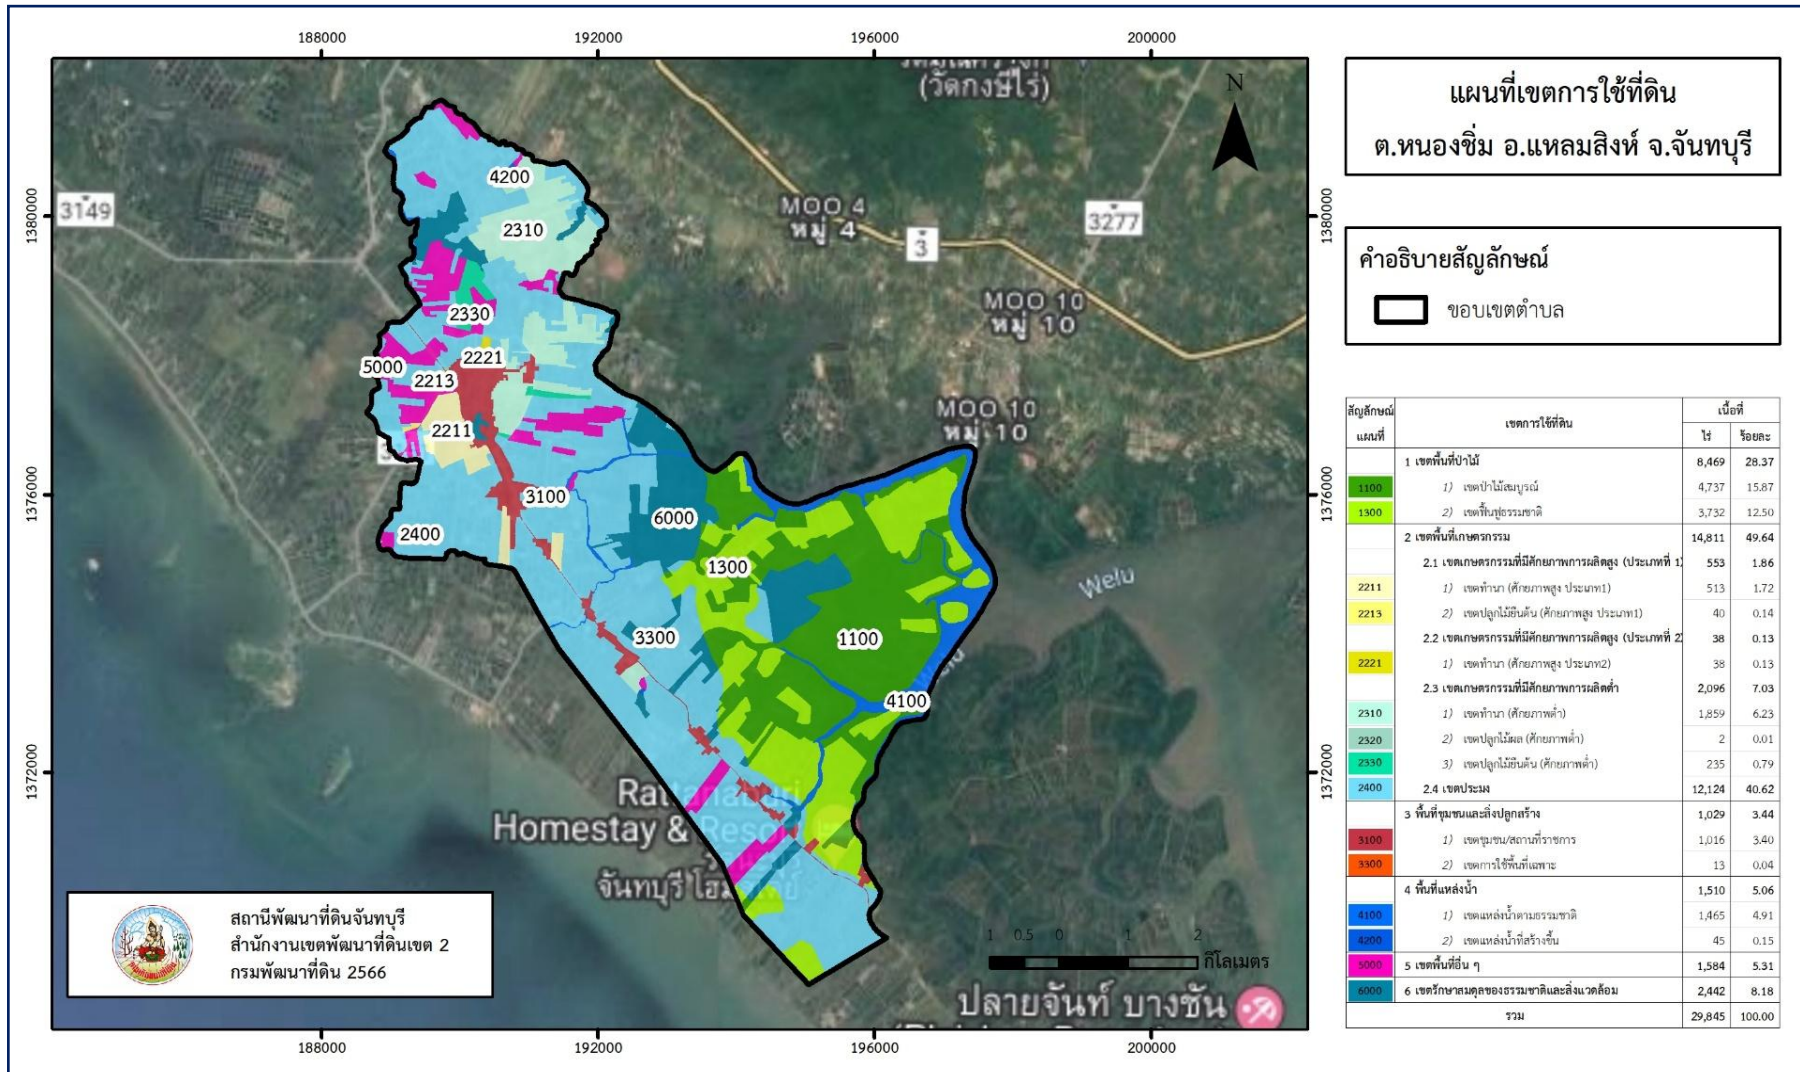 188000 192000 196000 200000
แผนที่เขตการใช้ที่ดิน
ต.หนองชิ่ม อ.แหลมสิงห์ จ.จันทบุรี
คำอธิบายสัญลักษณ์
ขอบเขตตำบล
(วัดกงษีไร่)
N
1380000
1376000
1372000
1380000
1376000
1372000
3149
MOO 4
หมู่ 4
3277
3
MOO 10
หมู่ 10
MOO 10
หมู่ 10
Welu
4200
2310
2330
2221
5000
2213
2211
3100
2400
6000
1300
3300
1100
4100
Homestay &
จันทบุรี
ปลายจันท์ บางชัน
1 0.5 0 1 2
กิโลเมตร
สถานีพัฒนาที่ดินจันทบุรี
สำนักงานเขตพัฒนาที่ดินเขต 2
กรมพัฒนาที่ดิน 2566
188000 192000 196000 200000
สัญลักษณ์ แผนที่ เขตการใช้ที่ดิน เนื้อที่
ไร่ ร้อยละ
1 เขตพื้นที่ป่าไม้ 8,469 28.37
1100 1) เขตป่าไม้สมบูรณ์ 4,737 15.87
1300 2) เขตฟื้นฟูธรรมชาติ 3,732 12.50
2 เขตพื้นที่เกษตรกรรม 14,811 49.64
2.1 เขตเกษตรกรรมที่มีศักยภาพการผลิตสูง (ประเภทที่ 1) 553 1.86
2211 1) เขตทำนา (ศักยภาพสูง ประเภท1) 513 1.72
2213 2) เขตปลูกไม้ยืนต้น (ศักยภาพสูง ประเภท1) 40 0.14
2.2 เขตเกษตรกรรมที่มีศักยภาพการผลิตสูง (ประเภทที่ 2) 38 0.13
2221 1) เขตทำนา (ศักยภาพสูง ประเภท2) 38 0.13
2.3 เขตเกษตรกรรมที่มีศักยภาพการผลิตต่ำ 2,096 7.03
2310 1) เขตทำนา (ศักยภาพต่ำ) 1,859 6.23
2320 2) เขตปลูกไม้ผล (ศักยภาพต่ำ) 2 0.01
2330 3) เขตปลูกไม้ยืนต้น (ศักยภาพต่ำ) 235 0.79
2400 2.4 เขตประมง 12,124 40.62
3 พื้นที่ชุมชนและสิ่งปลูกสร้าง 1,029 3.44
3100 1) เขตชุมชน/สถานที่ราชการ 1,016 3.40
3300 2) เขตการใช้พื้นที่เฉพาะ 13 0.04
4 พื้นที่แหล่งน้ำ 1,510 5.06
4100 1) เขตแหล่งน้ำตามธรรมชาติ 1,465 4.91
4200 2) เขตแหล่งน้ำที่สร้างขึ้น 45 0.15
5000 5 เขตพื้นที่อื่น ๆ 1,584 5.31
6000 6 เขตรักษาสมดุลของธรรมชาติและสิ่งแวดล้อม 2,442 8.18
รวม 29,845 100.00